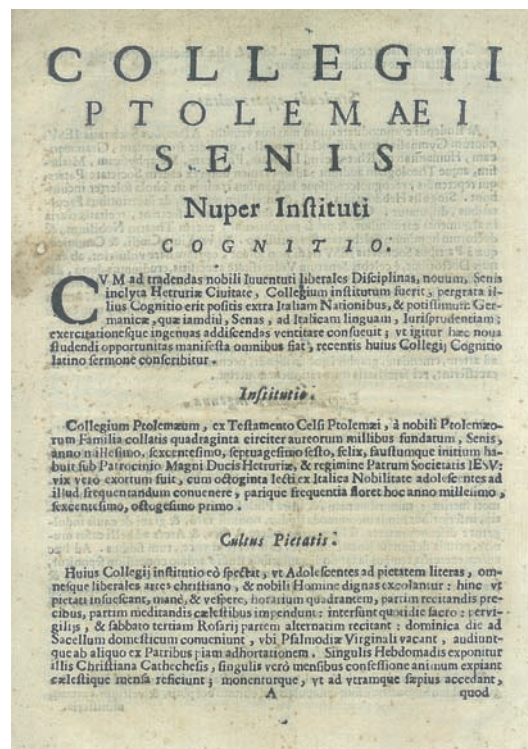 COLLEGII
PTOLEMÆI
SENIS
Nuper Inſtituti
COGNITIO.
CVM ad tradendas nobili Iuuentuti liberales Diſciplinas, nouum, Senis
inclyta Hetruriæ Ciuitate, Collegium inſtitutum fuerit, pergrata il-
lius Cognitio erit poſitis extra Italiam Nationibus, & potiſſimùm Ger-
manicæ, quæ iamdiu, Senas, ad Italicam linguam, Iuriſprudentiam;
exercitationeſque ingenuas addiſcendas ventitare conſueuit; vt igitur hæc noua
ſtudendi opportunitas manifeſta omnibus fiat, recentis huius Collegij Cognitio
latino ſermone conſcribitur.
Inſtitutio.
Collegium Ptolemæum, ex Teſtamento Celſi Ptolemæi, à nobili Ptolemæo-
rum Familia collatis quadraginta circiter aureorum millibus fundatum, Senis,
anno milleſimo, ſexcenteſimo, ſeptuageſimo ſexto, felix, fauſtumque initium ha-
buit ſub Patrocinio Magni Ducis Hetruriæ, & regimine Patrum Societatis IESV:
vix verò exortum fuit, cum octoginta lecti ex Italica Nobilitate adoleſcentes ad
illud frequentandum conuenere, parique frequentia floret hoc anno milleſimo,
ſexcenteſimo, octogeſimo primo.
Cultus Pietatis.
Huius Collegij inſtitutio eò ſpectat, vt Adoleſcentes ad pietatem literas, om-
neſque liberales artes chriſtiano, & nobili Homine dignas excolantur: hinc vt
pietati inſueſcant, manè, & veſpere, horarium quadrantem, partim recitandis pre-
cibus, partim meditandis cæleſtibus impendunt: interſunt quotidie ſacro: pervi-
gilijs, & ſabbato tertiam Roſarij partem alternatim recitant: dominica die ad
Sacellum domeſticum conueniunt, vbi Pſalmodiæ Virginali vacant, audiunt-
que ab aliquo ex Patribus piam adhortationem. Singulis Hebdomadis exponitur
illis Chriſtiana Catecheſis, ſingulis verò menſibus confeſſione animum expiant
cæleſtique menſa reficiunt; monenturque, vt ad vtramque ſæpius accedant,
A quod